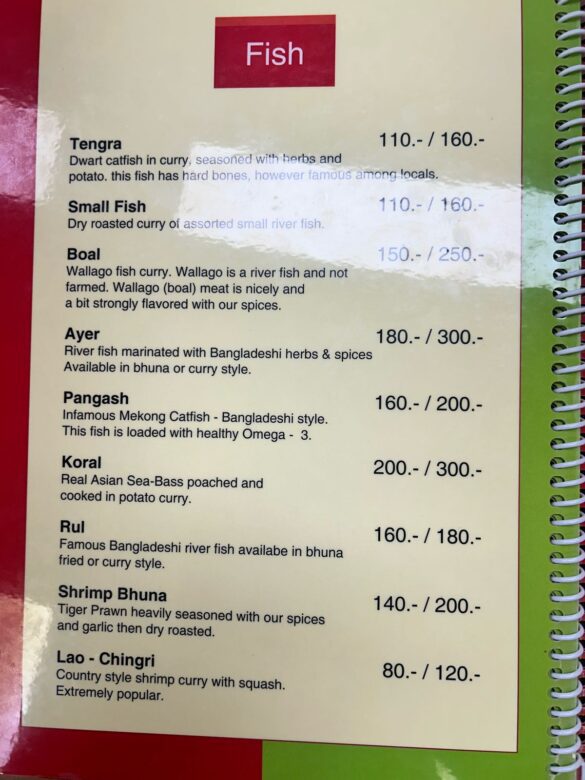 Fish
Tengra 110.- / 160.-
Dwart catfish in curry, seasoned with herbs and
potato. this fish has hard bones, however famous among locals.
Small Fish 110.- / 160.-
Dry roasted curry of assorted small river fish.
Boal 150.- / 250.-
Wallago fish curry. Wallago is a river fish and not
farmed. Wallago (boal) meat is nicely and
a bit strongly flavored with our spices.
Ayer 180.- / 300.-
River fish marinated with Bangladeshi herbs & spices
Available in bhuna or curry style.
Pangash 160.- / 200.-
Infamous Mekong Catfish - Bangladeshi style.
This fish is loaded with healthy Omega - 3.
Koral 200.- / 300.-
Real Asian Sea-Bass poached and
cooked in potato curry.
Rul 160.- / 180.-
Famous Bangladeshi river fish availabe in bhuna
fried or curry style.
Shrimp Bhuna 140.- / 200.-
Tiger Prawn heavily seasoned with our spices
and garlic then dry roasted.
Lao - Chingri 80.- / 120.-
Country style shrimp curry with squash.
Extremely popular.